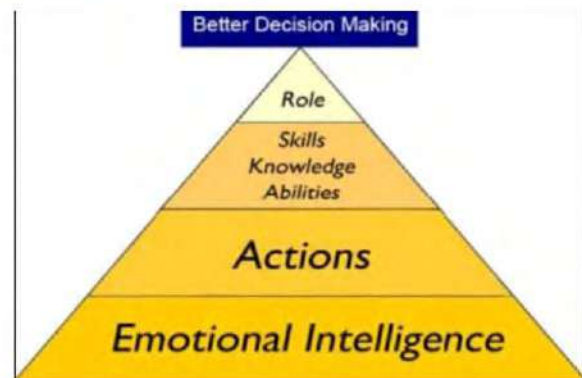 Better Decision Making
Role
Skills
Knowledge
Abilities
Actions
Emotional Intelligence